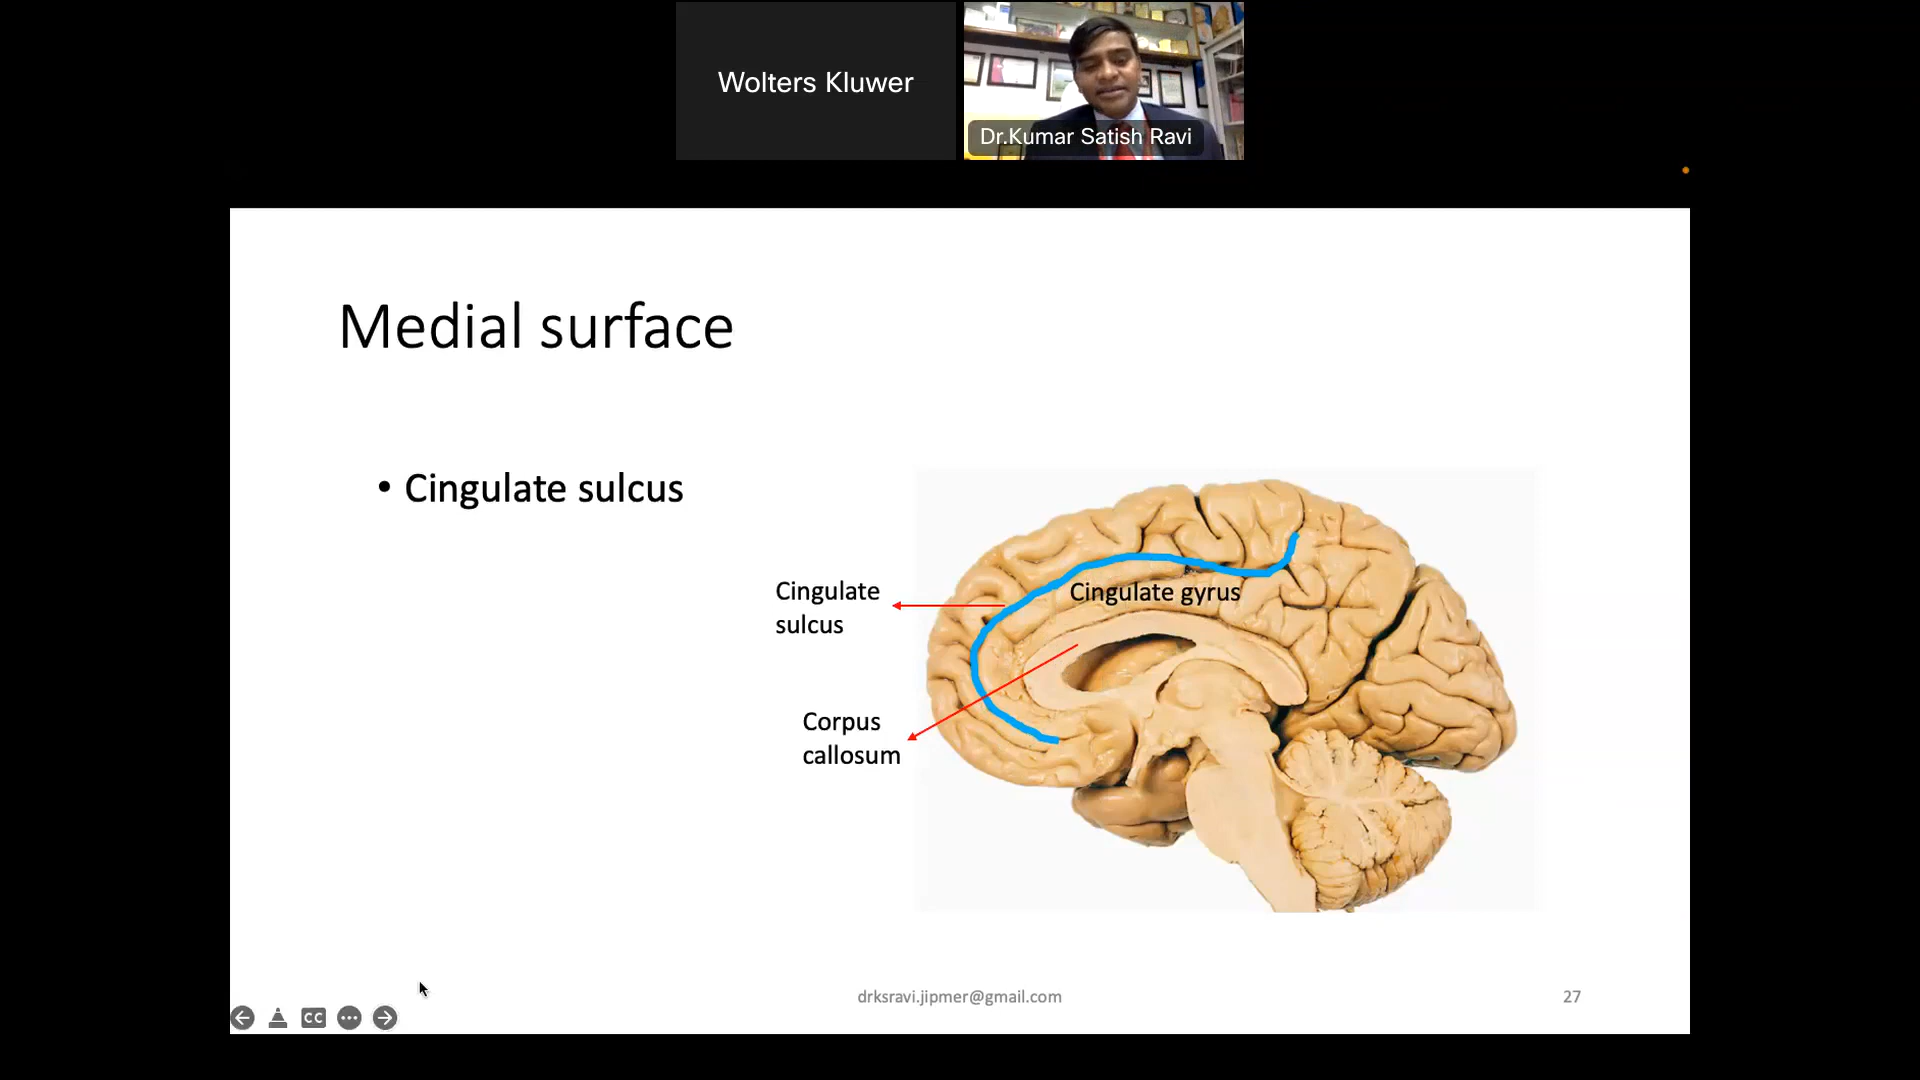 Wolters Kluwer
Dr.Kumar Satish Ravi
Medial surface
• Cingulate sulcus
Cingulate
sulcus
Cingulate gyrus
Corpus
callosum
drksravi.jipmer@gmail.com
27
CC